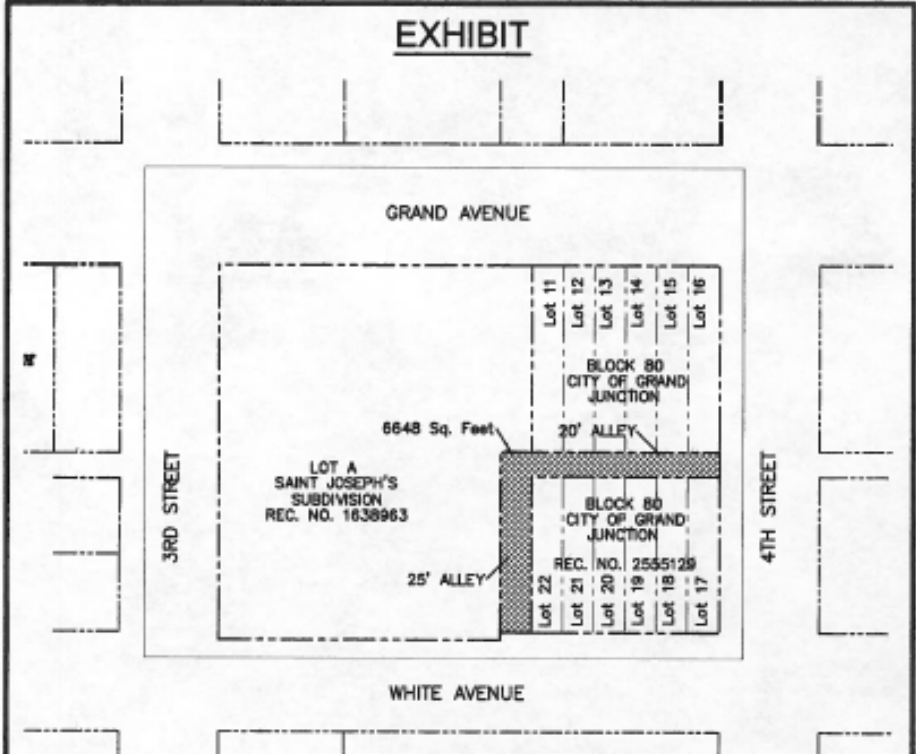 EXHIBIT
GRAND AVENUE
Lot 11
Lot 12
Lot 13
Lot 14
Lot 15
Lot 16
BLOCK 80
CITY OF GRAND
JUNCTION
6648 Sq. Feet
20' ALLEY
3RD STREET
LOT A
SAINT JOSEPH'S
SUBDIVISION
REC. NO. 1638963
4TH STREET
BLOCK 80
CITY OF GRAND
JUNCTION
REC. NO. 2555129
25' ALLEY
Lot 22
Lot 21
Lot 20
Lot 19
Lot 18
Lot 17
WHITE AVENUE